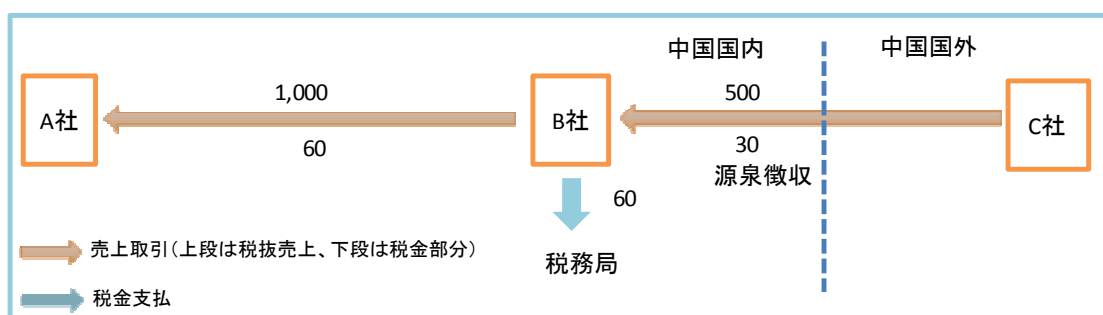 中国国内
中国国外
A社
1,000
60
B社
500
30
源泉徴収
C社
60
税務局
売上取引(上段は税抜売上、下段は税金部分)
税金支払